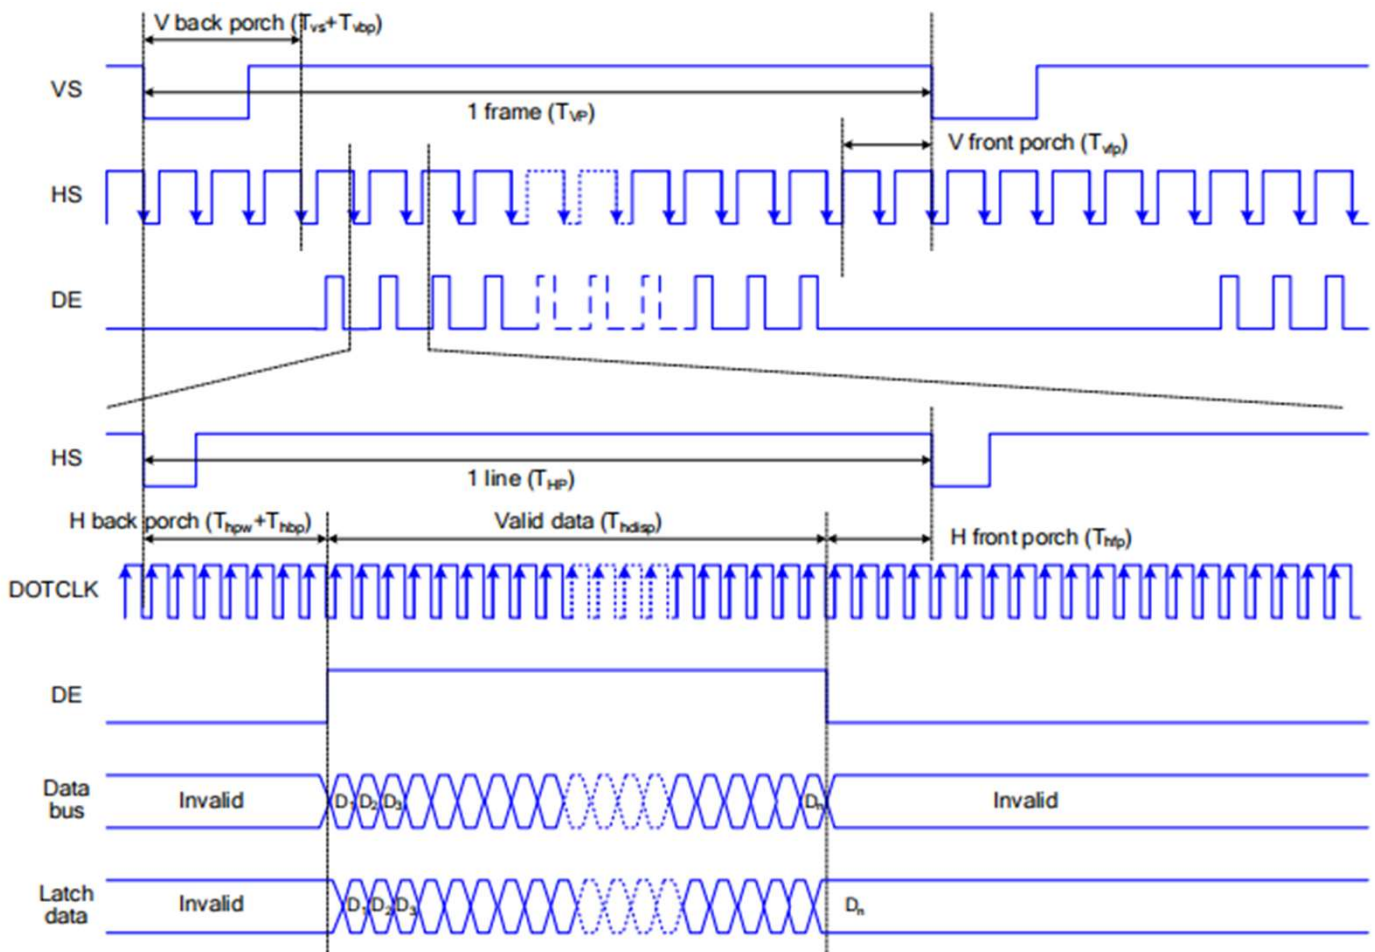 V back porch (Tvs+Tvbp)
VS
1 frame (TVP)
V front porch (Tvfp)
HS
DE
HS
1 line (THP)
H back porch (Thpw+Thbp)
Valid data (Thdisp)
H front porch (Thfp)
DOTCLK
DE
Data
bus
Invalid
D1 D2 D3
Dn
Invalid
Latch
data
Invalid
D1 D2 D3
Dn